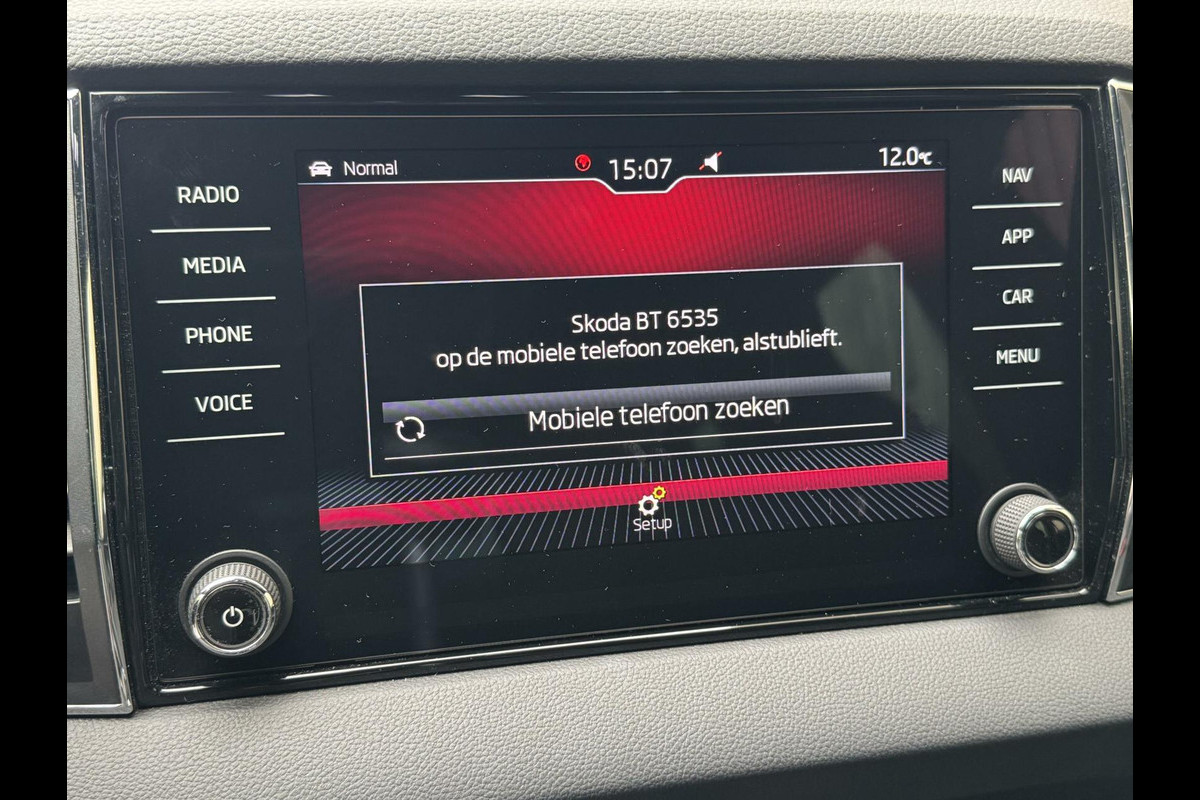 Normal
15:07
12.0°C
RADIO
MEDIA
PHONE
VOICE
NAV
APP
CAR
MENU
Skoda BT 6535
op de mobiele telefoon zoeken, alstublieft.
Mobiele telefoon zoeken
Setup